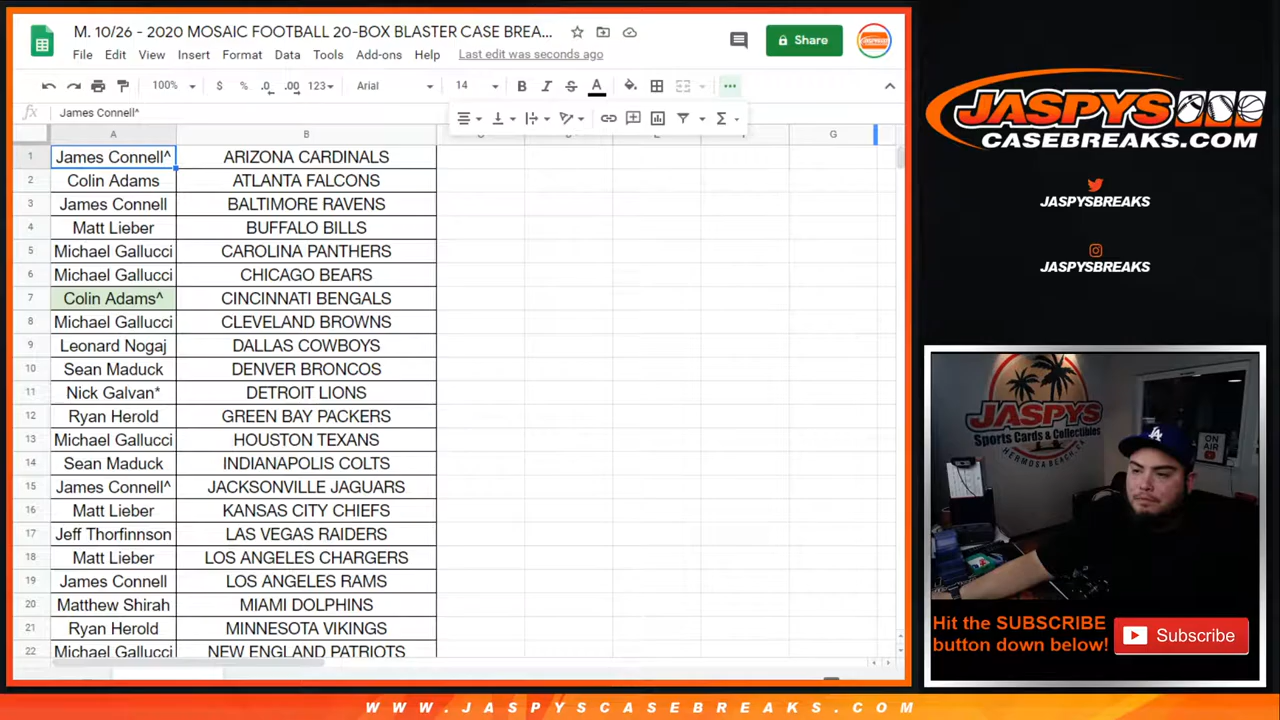 M. 10/26 - 2020 MOSAIC FOOTBALL 20-BOX BLASTER CASE BREA...
File Edit View Insert Format Data Tools Add-ons Help Last edit was seconds ago
Share
100% $ % .0 .00 123 Arial 14 B I S A
fx James Connell^
A B G
1 James Connell^ ARIZONA CARDINALS
2 Colin Adams ATLANTA FALCONS
3 James Connell BALTIMORE RAVENS
4 Matt Lieber BUFFALO BILLS
5 Michael Gallucci CAROLINA PANTHERS
6 Michael Gallucci CHICAGO BEARS
7 Colin Adams^ CINCINNATI BENGALS
8 Michael Gallucci CLEVELAND BROWNS
9 Leonard Nogaj DALLAS COWBOYS
10 Sean Maduck DENVER BRONCOS
11 Nick Galvan* DETROIT LIONS
12 Ryan Herold GREEN BAY PACKERS
13 Michael Gallucci HOUSTON TEXANS
14 Sean Maduck INDIANAPOLIS COLTS
15 James Connell^ JACKSONVILLE JAGUARS
16 Matt Lieber KANSAS CITY CHIEFS
17 Jeff Thorfinnson LAS VEGAS RAIDERS
18 Matt Lieber LOS ANGELES CHARGERS
19 James Connell LOS ANGELES RAMS
20 Matthew Shirah MIAMI DOLPHINS
21 Ryan Herold MINNESOTA VIKINGS
22 Michael Gallucci NEW ENGLAND PATRIOTS
JASPYS
CASEBREAKS.COM
JASPYSBREAKS
JASPYSBREAKS
JASPYS
Sports Cards & Collectibles
HERMOSA BEACH, CA
ON AIR
LA
Hit the SUBSCRIBE
button down below!
Subscribe
WWW.JASPYSCASEBREAKS.COM